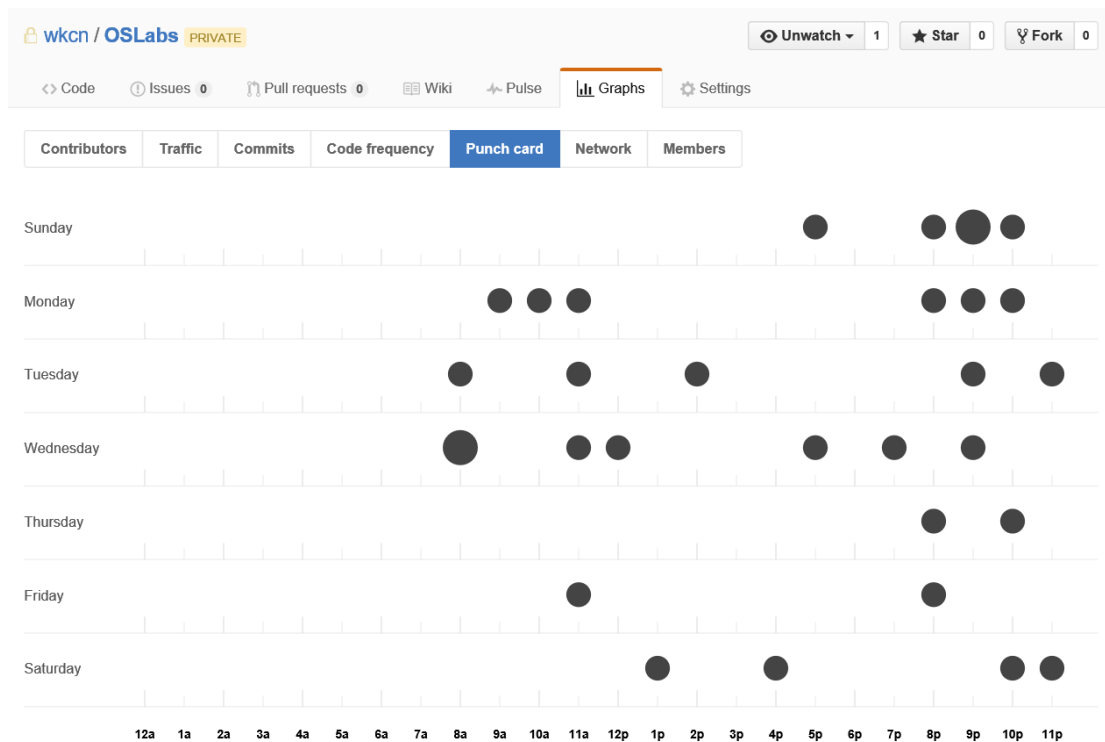 wkcn / OSLabs PRIVATE Unwatch 1 Star 0 Fork 0
Code Issues 0 Pull requests 0 Wiki Pulse Graphs Settings
Contributors Traffic Commits Code frequency Punch card Network Members
Sunday
Monday
Tuesday
Wednesday
Thursday
Friday
Saturday
12a 1a 2a 3a 4a 5a 6a 7a 8a 9a 10a 11a 12p 1p 2p 3p 4p 5p 6p 7p 8p 9p 10p 11p